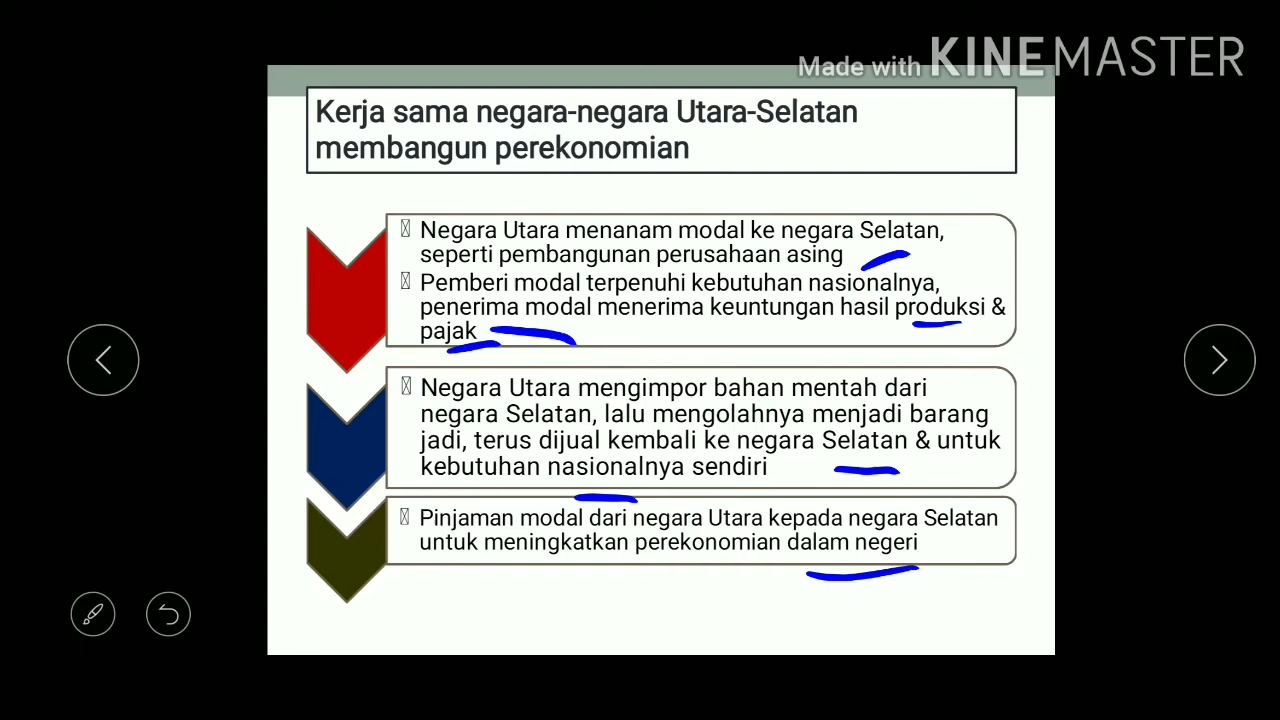 Made with KINEMASTER
Kerja sama negara-negara Utara-Selatan
membangun perekonomian
Negara Utara menanam modal ke negara Selatan,
seperti pembangunan perusahaan asing
Pemberi modal terpenuhi kebutuhan nasionalnya,
penerima modal menerima keuntungan hasil produksi &
pajak
Negara Utara mengimpor bahan mentah dari
negara Selatan, lalu mengolahnya menjadi barang
jadi, terus dijual kembali ke negara Selatan & untuk
kebutuhan nasionalnya sendiri
Pinjaman modal dari negara Utara kepada negara Selatan
untuk meningkatkan perekonomian dalam negeri